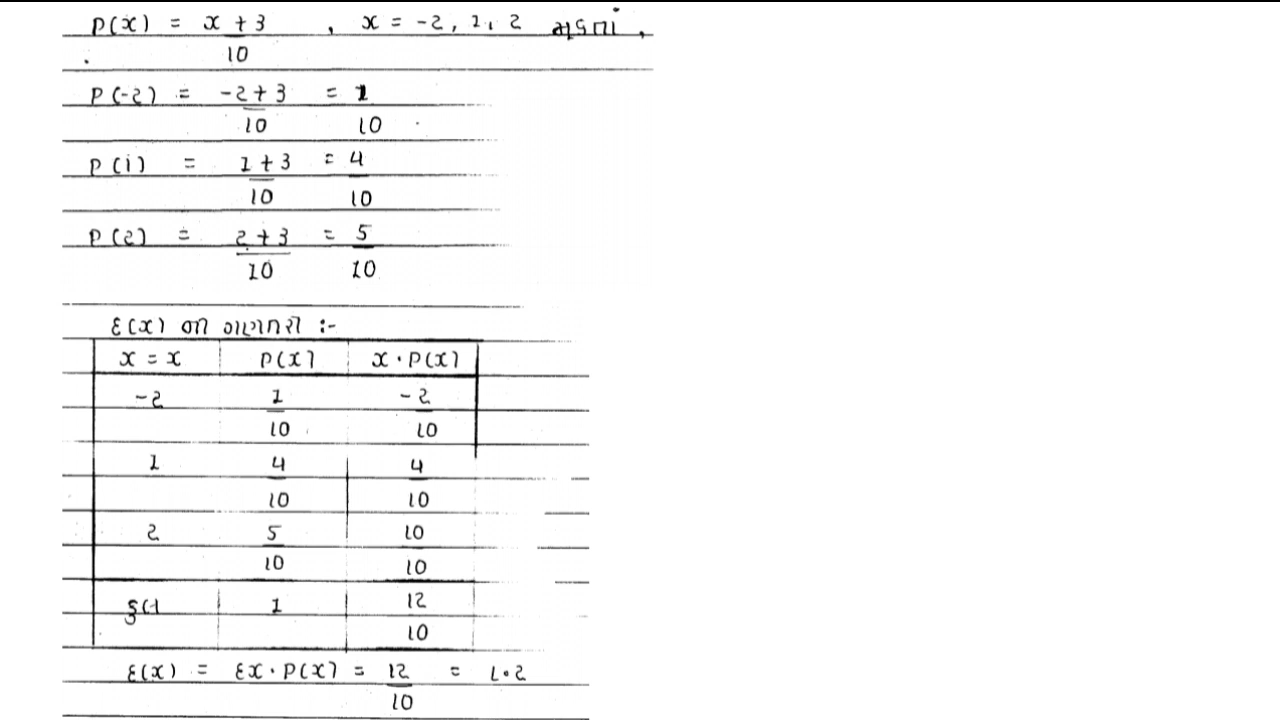 P(x) = x + 3 , x = -2, 1, 2 મુકતાં,
10
P(-2) = -2+3 = 1
10 10
P(1) = 1+3 = 4
10 10
P(2) = 2+3 = 5
10 10
E(x) ની ગણતરી :-
x = x P(x) x·P(x)
-2 1 -2
10 10
1 4 4
10 10
2 5 10
10 10
કુલ 1 12
10
E(x) = Σx·P(x) = 12 = 1.2
10